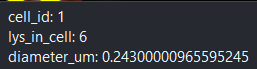 cell_id: 1
lys_in_cell: 6
diameter_um: 0.24300000965595245